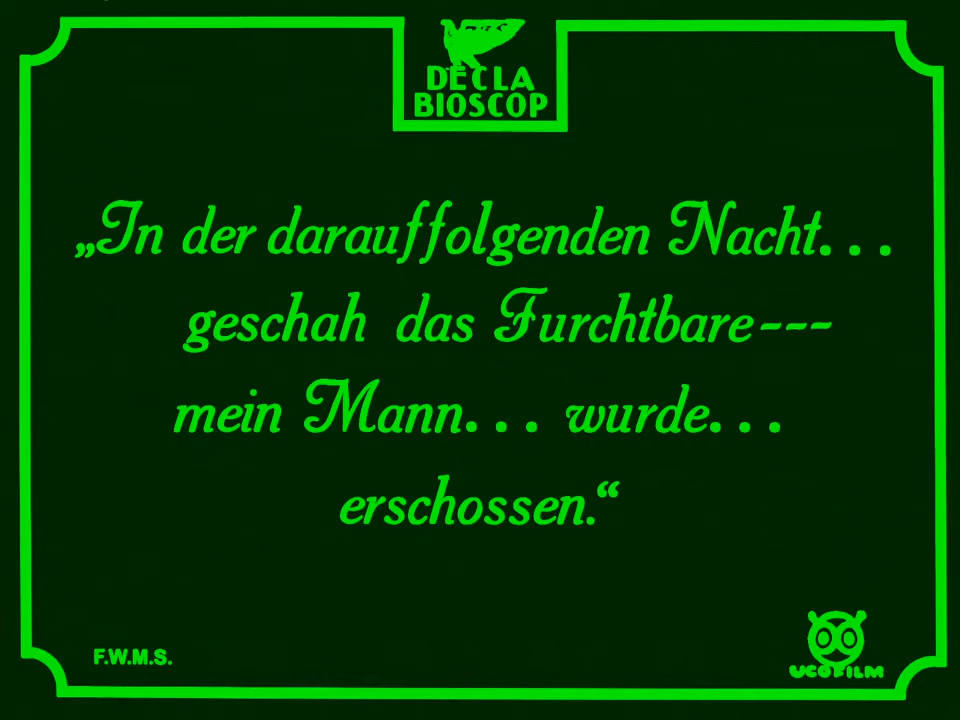 DECLA
BIOSCOP
„In der darauffolgenden Nacht...
geschah das Furchtbare---
mein Mann... wurde...
erschossen.“
F.W.M.S.
UCOFILM